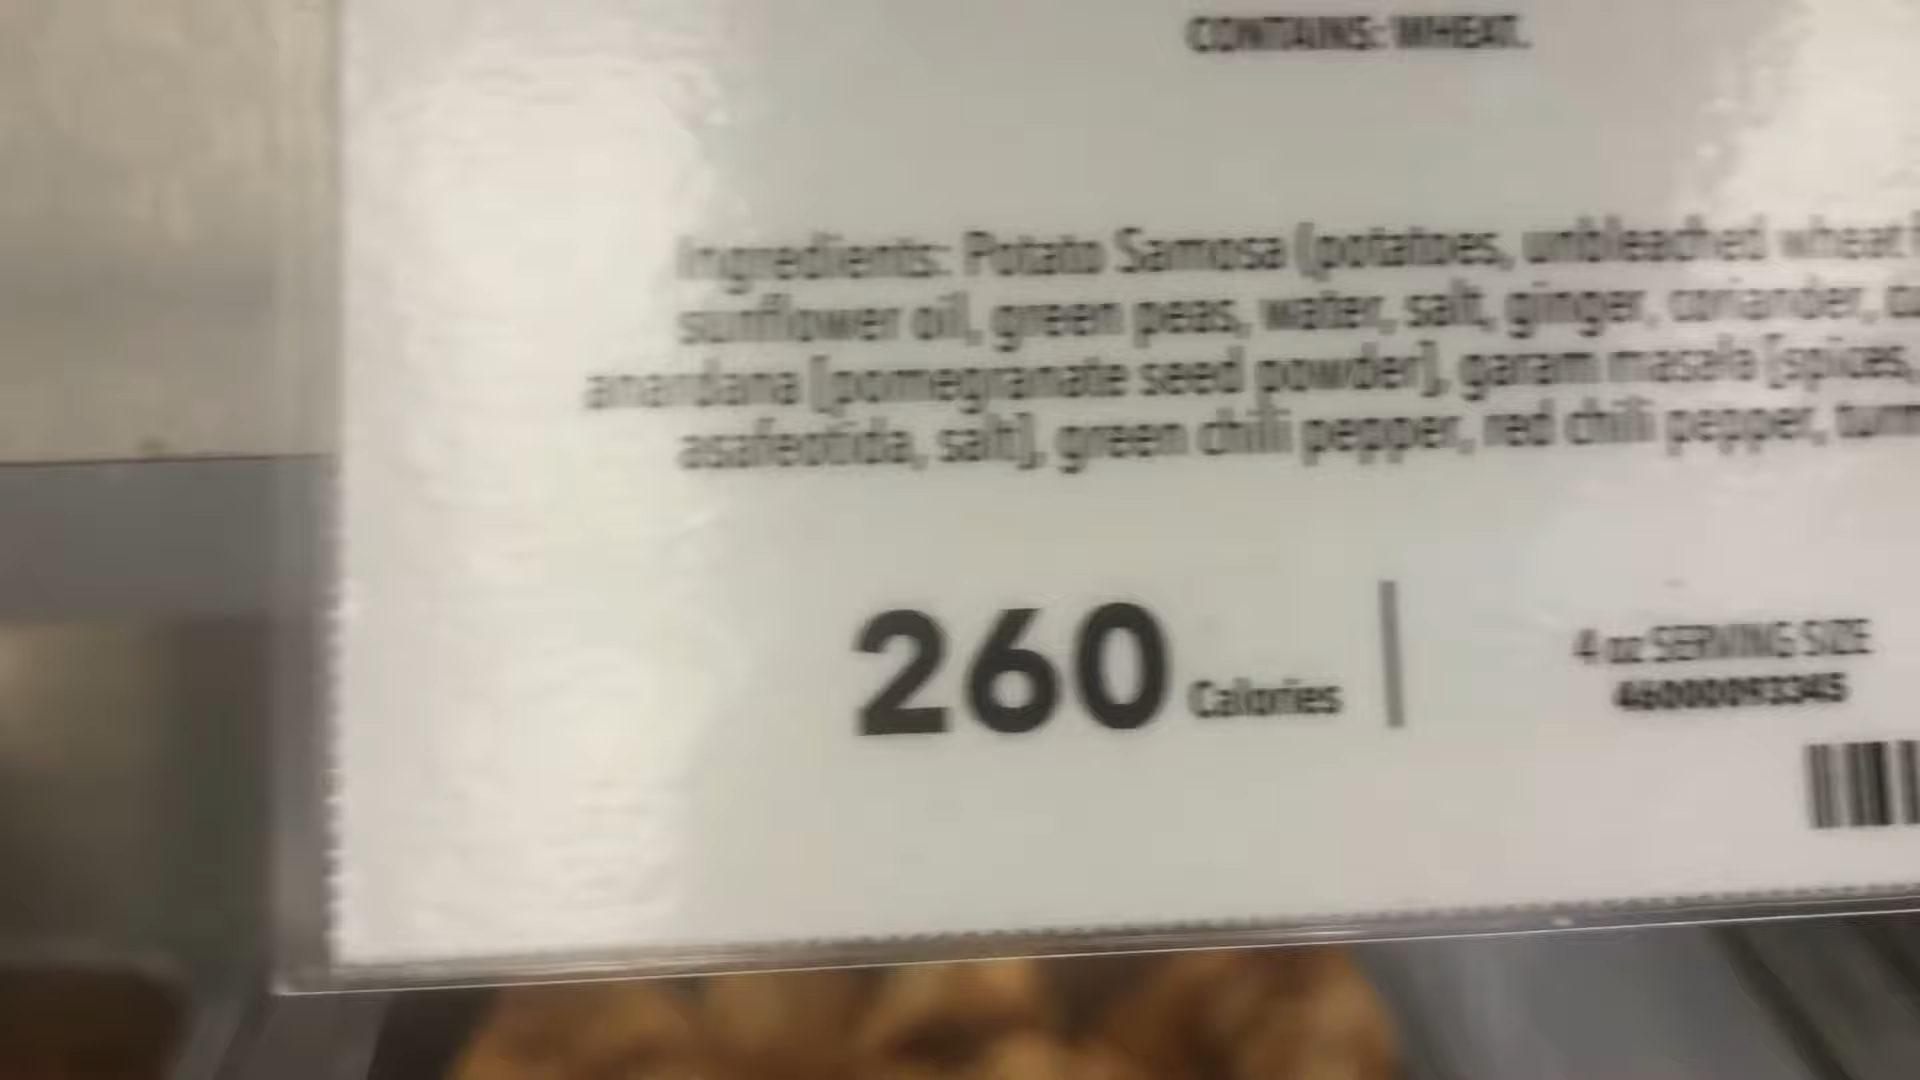 CONTAINS: WHEAT.
Ingredients: Potato Samosa (potatoes, unbleached wheat
sunflower oil, green peas, water, salt, ginger, coriander,
anardana [pomegranate seed powder], garam masala [spices,
asafeotida, salt], green chili pepper, red chili pepper,
260 Calories
4 oz SERVING SIZE
46000093345